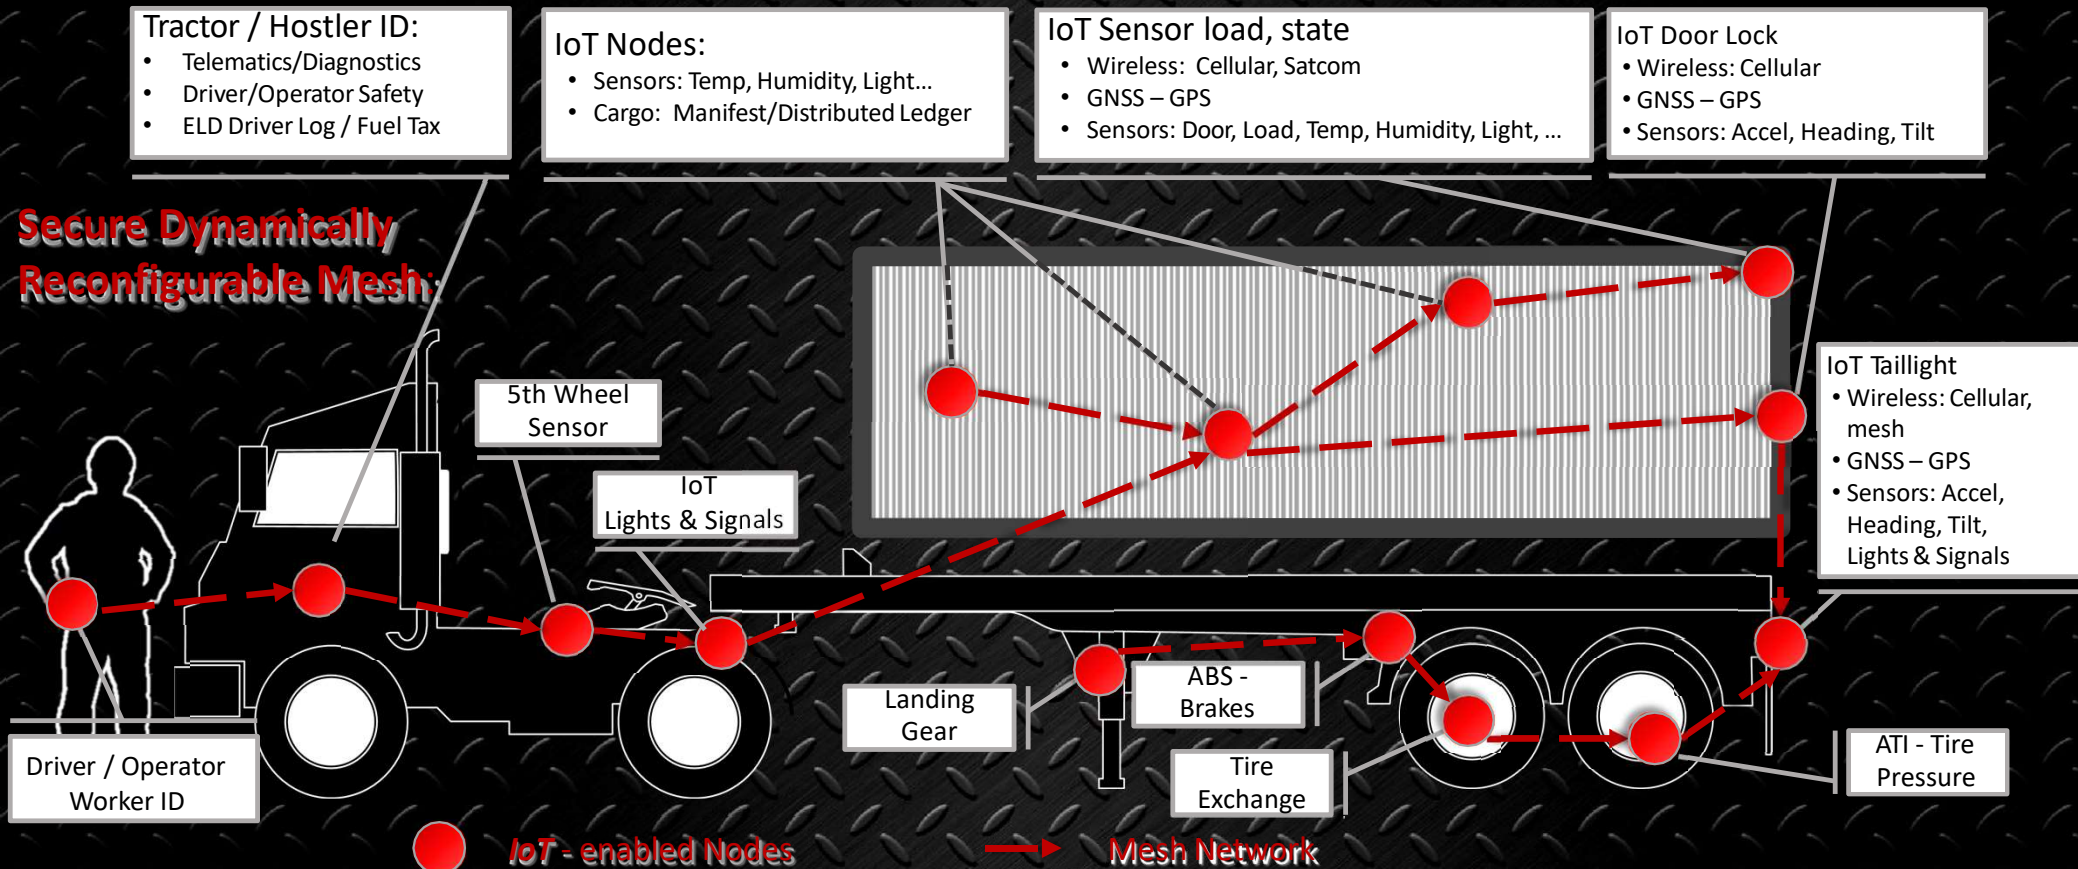 Tractor / Hostler ID:
• Telematics/Diagnostics
• Driver/Operator Safety
• ELD Driver Log / Fuel Tax
IoT Nodes:
• Sensors: Temp, Humidity, Light...
• Cargo: Manifest/Distributed Ledger
IoT Sensor load, state
• Wireless: Cellular, Satcom
• GNSS – GPS
• Sensors: Door, Load, Temp, Humidity, Light, ...
IoT Door Lock
• Wireless: Cellular
• GNSS – GPS
• Sensors: Accel, Heading, Tilt
Secure Dynamically
Reconfigurable Mesh:
5th Wheel
Sensor
IoT
Lights & Signals
IoT Taillight
• Wireless: Cellular,
mesh
• GNSS – GPS
• Sensors: Accel,
Heading, Tilt,
Lights & Signals
Driver / Operator
Worker ID
Landing
Gear
ABS -
Brakes
Tire
Exchange
ATI - Tire
Pressure
IoT - enabled Nodes
Mesh Network